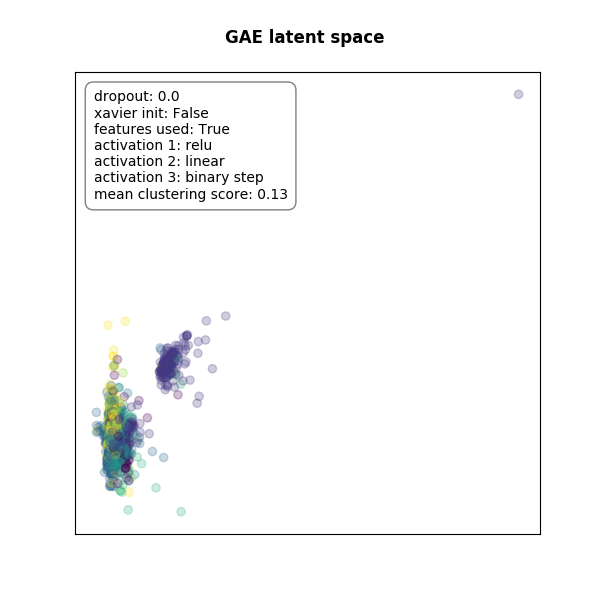 GAE latent space
dropout: 0.0
xavier init: False
features used: True
activation 1: relu
activation 2: linear
activation 3: binary step
mean clustering score: 0.13